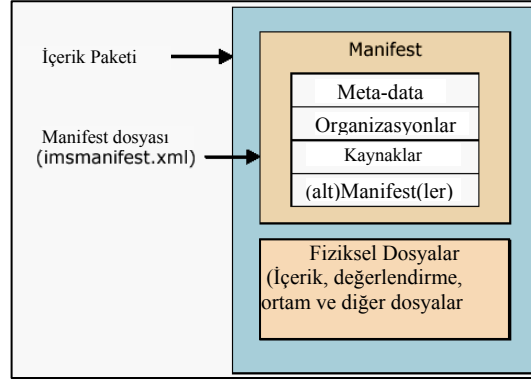 İçerik Paketi
Manifest dosyası
(imsmanifest.xml)
Manifest
Meta-data
Organizasyonlar
Kaynaklar
(alt)Manifest(ler)
Fiziksel Dosyalar
(İçerik, değerlendirme,
ortam ve diğer dosyalar